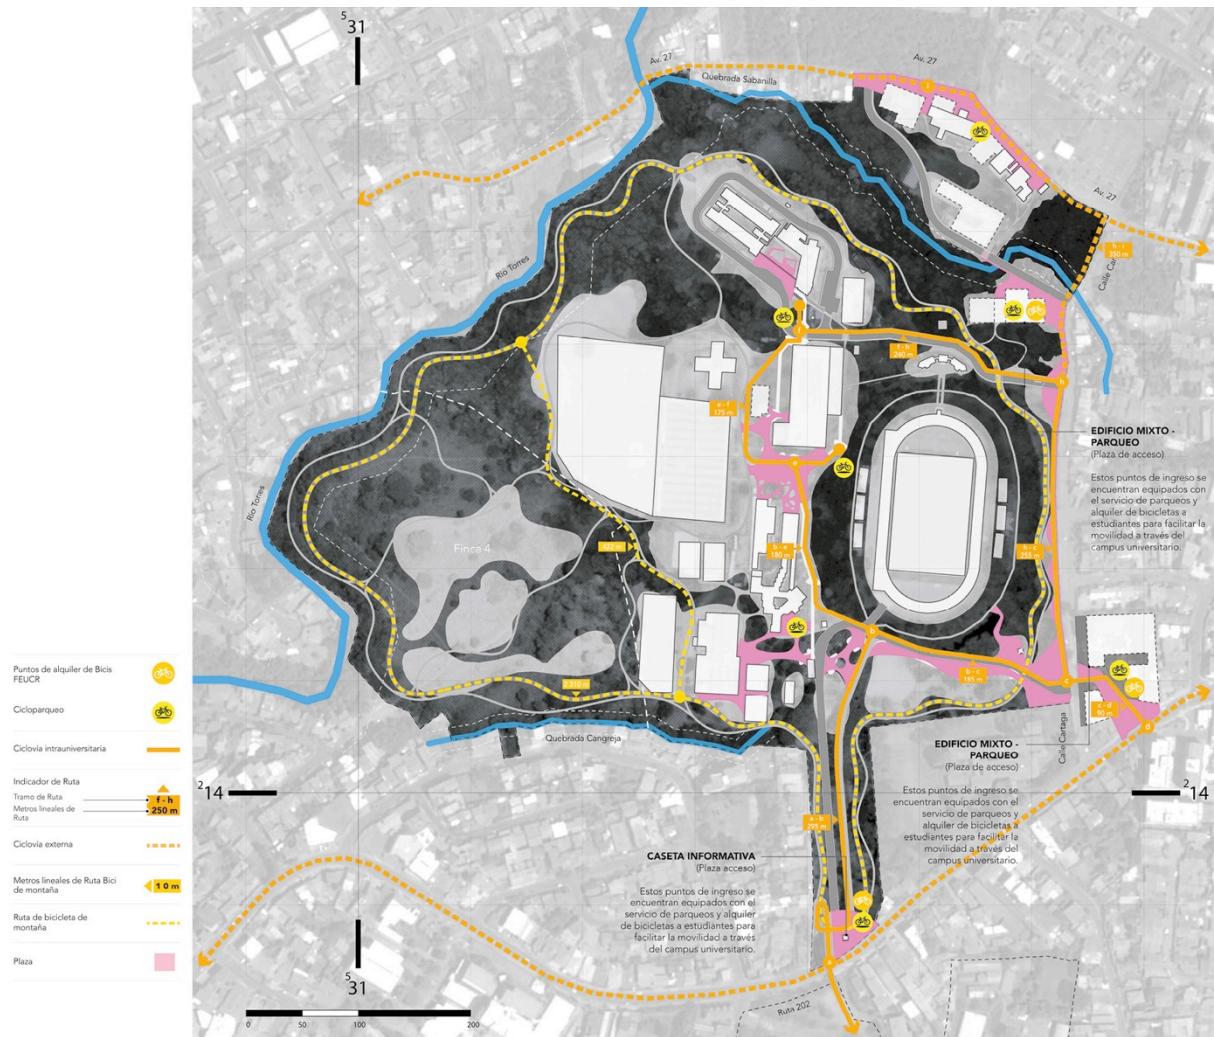 5
31
Av. 27
Av. 27
Quebrada Sabanilla
i
Av. 27
h - i
350 m
Río Torres
f
f - h
240 m
h
e - f
175 m
EDIFICIO MIXTO -
PARQUEO
(Plaza de acceso)
Estos puntos de ingreso se
encuentran equipados con
el servicio de parqueos y
alquiler de bicicletas a
estudiantes para facilitar la
movilidad a través del
campus universitario.
e
Río Torres
Finca 4
422 m
b - e
180 m
h - c
255 m
b
b - c
185 m
c
c - d
90 m
d
2.210 m
Quebrada Cangreja
Calle Cartago
Puntos de alquiler de Bicis
FEUCR
Cicloparqueo
Ciclovia intrauniversitaria
Indicador de Ruta
Tramo de Ruta
f - h
Metros lineales de
Ruta
250 m
Ciclovía externa
Metros lineales de Ruta Bici
de montaña
10 m
Ruta de bicicleta de
montaña
Plaza
2
14
2
14
EDIFICIO MIXTO -
PARQUEO
(Plaza de acceso)
Estos puntos de ingreso se
encuentran equipados con el
servicio de parqueos y
alquiler de bicicletas a
estudiantes para facilitar la
movilidad a través del
campus universitario.
a - b
295 m
CASETA INFORMATIVA
(Plaza acceso)
Estos puntos de ingreso se
encuentran equipados con el
servicio de parqueos y alquiler
de bicicletas a estudiantes para
facilitar la movilidad a través
del campus universitario.
a
5
31
Ruta 202
0
50
100
200